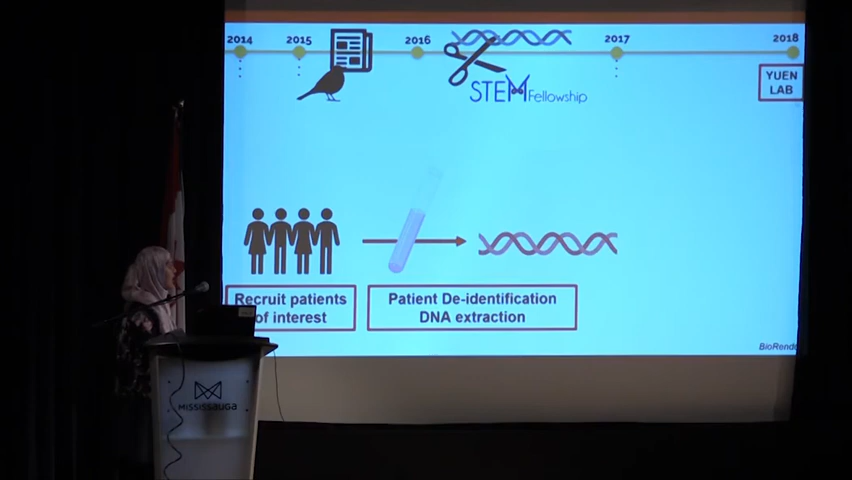 2014 2015 2016 2017 2018
STEM Fellowship
YUEN
LAB
Recruit patients
of interest
Patient De-identification
DNA extraction
MISSISSAUGA